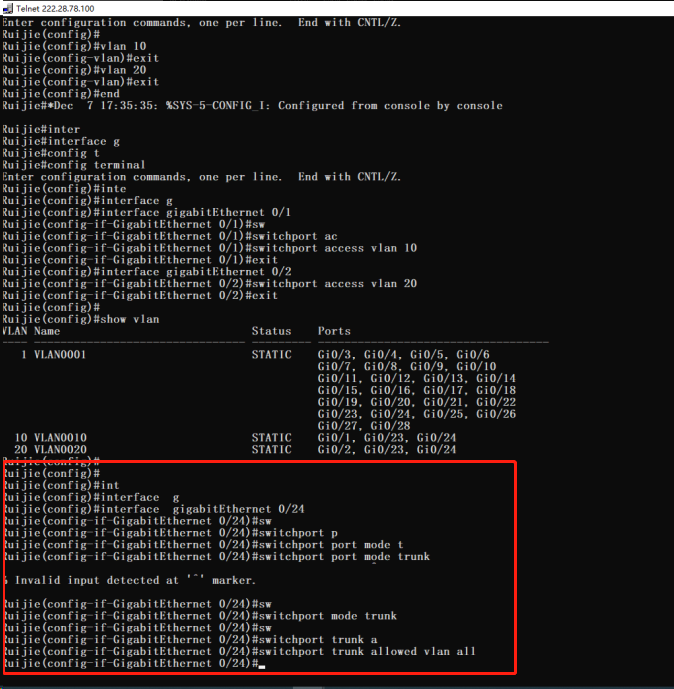 Telnet 222.28.78.100
Enter configuration commands, one per line.  End with CNTL/Z.
Ruijie(config)#
Ruijie(config)#vlan 10
Ruijie(config-vlan)#exit
Ruijie(config)#vlan 20
Ruijie(config-vlan)#exit
Ruijie(config)#end
Ruijie#*Dec  7 17:35:35: %SYS-5-CONFIG_I: Configured from console by console
Ruijie#inter
Ruijie#interface g
Ruijie#config t
Ruijie#config terminal
Enter configuration commands, one per line.  End with CNTL/Z.
Ruijie(config)#inte
Ruijie(config)#interface g
Ruijie(config)#interface gigabitEthernet 0/1
Ruijie(config-if-GigabitEthernet 0/1)#sw
Ruijie(config-if-GigabitEthernet 0/1)#switchport ac
Ruijie(config-if-GigabitEthernet 0/1)#switchport access vlan 10
Ruijie(config-if-GigabitEthernet 0/1)#exit
Ruijie(config)#interface gigabitEthernet 0/2
Ruijie(config-if-GigabitEthernet 0/2)#switchport access vlan 20
Ruijie(config-if-GigabitEthernet 0/2)#exit
Ruijie(config)#
Ruijie(config)#show vlan
VLAN Name                             Status    Ports
---- -------------------------------- --------- -----------------------------------
   1 VLAN0001                         STATIC    Gi0/3, Gi0/4, Gi0/5, Gi0/6
                                                Gi0/7, Gi0/8, Gi0/9, Gi0/10
                                                Gi0/11, Gi0/12, Gi0/13, Gi0/14
                                                Gi0/15, Gi0/16, Gi0/17, Gi0/18
                                                Gi0/19, Gi0/20, Gi0/21, Gi0/22
                                                Gi0/23, Gi0/24, Gi0/25, Gi0/26
                                                Gi0/27, Gi0/28
  10 VLAN0010                         STATIC    Gi0/1, Gi0/23, Gi0/24
  20 VLAN0020                         STATIC    Gi0/2, Gi0/23, Gi0/24
Ruijie(config)#
Ruijie(config)#
Ruijie(config)#int
Ruijie(config)#interface  g
Ruijie(config)#interface  gigabitEthernet 0/24
Ruijie(config-if-GigabitEthernet 0/24)#sw
Ruijie(config-if-GigabitEthernet 0/24)#switchport p
Ruijie(config-if-GigabitEthernet 0/24)#switchport port mode t
Ruijie(config-if-GigabitEthernet 0/24)#switchport port mode trunk
                                                       ^
% Invalid input detected at '^' marker.
Ruijie(config-if-GigabitEthernet 0/24)#sw
Ruijie(config-if-GigabitEthernet 0/24)#switchport mode trunk
Ruijie(config-if-GigabitEthernet 0/24)#sw
Ruijie(config-if-GigabitEthernet 0/24)#switchport trunk a
Ruijie(config-if-GigabitEthernet 0/24)#switchport trunk allowed vlan all
Ruijie(config-if-GigabitEthernet 0/24)#